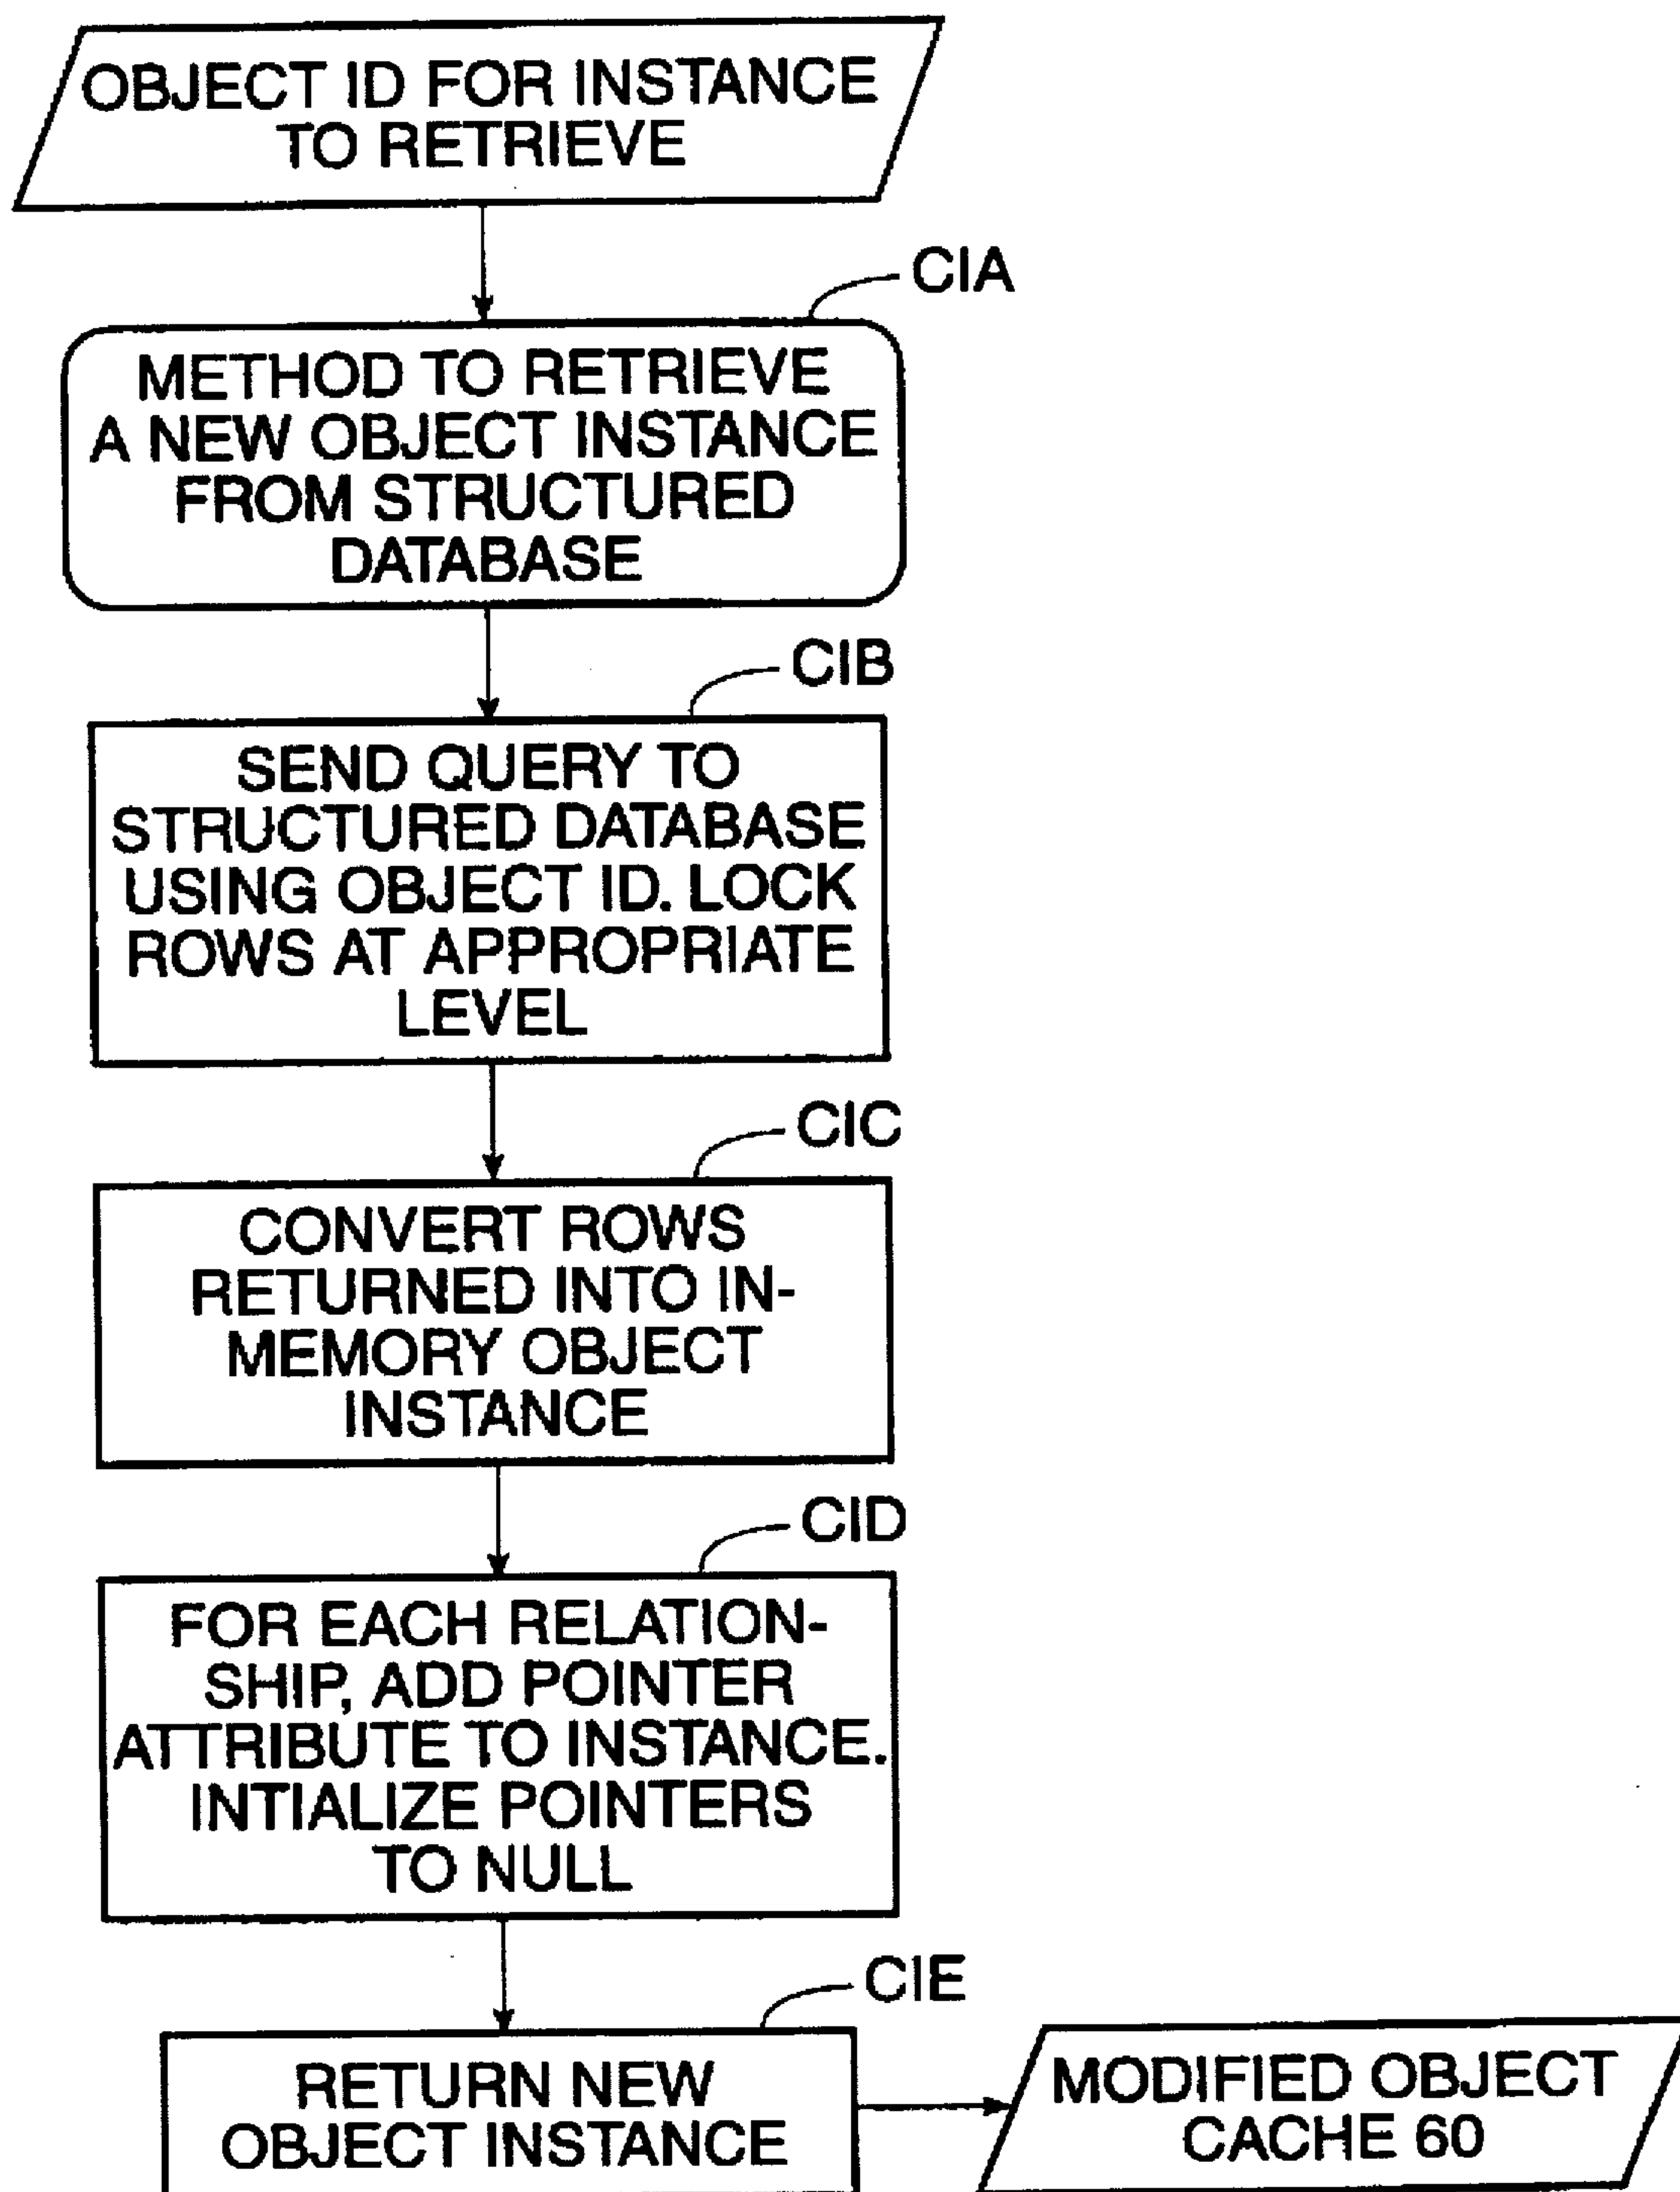 OBJECT ID FOR INSTANCE
TO RETRIEVE
CIA
METHOD TO RETRIEVE
A NEW OBJECT INSTANCE
FROM STRUCTURED
DATABASE
CIB
SEND QUERY TO
STRUCTURED DATABASE
USING OBJECT ID. LOCK
ROWS AT APPROPRIATE
LEVEL
CIC
CONVERT ROWS
RETURNED INTO IN-
MEMORY OBJECT
INSTANCE
CID
FOR EACH RELATION-
SHIP, ADD POINTER
ATTRIBUTE TO INSTANCE.
INTIALIZE POINTERS
TO NULL
CIE
RETURN NEW
OBJECT INSTANCE
MODIFIED OBJECT
CACHE 60